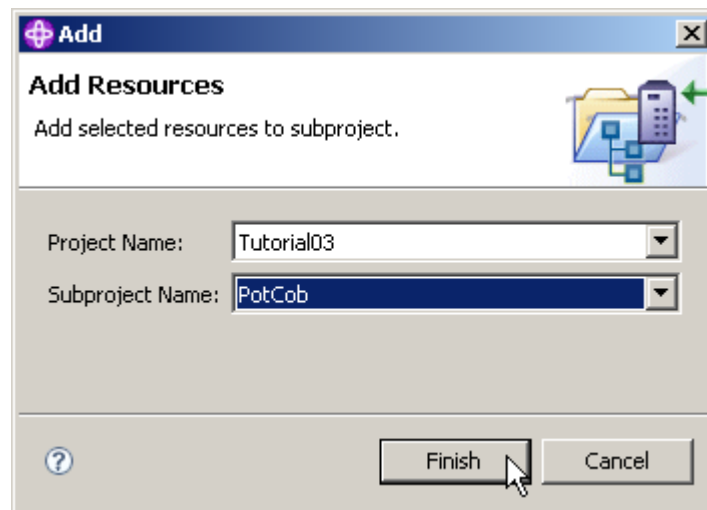 Add
Add Resources
Add selected resources to subproject.
Project Name: Tutorial03
Subproject Name: PotCob
? Finish Cancel